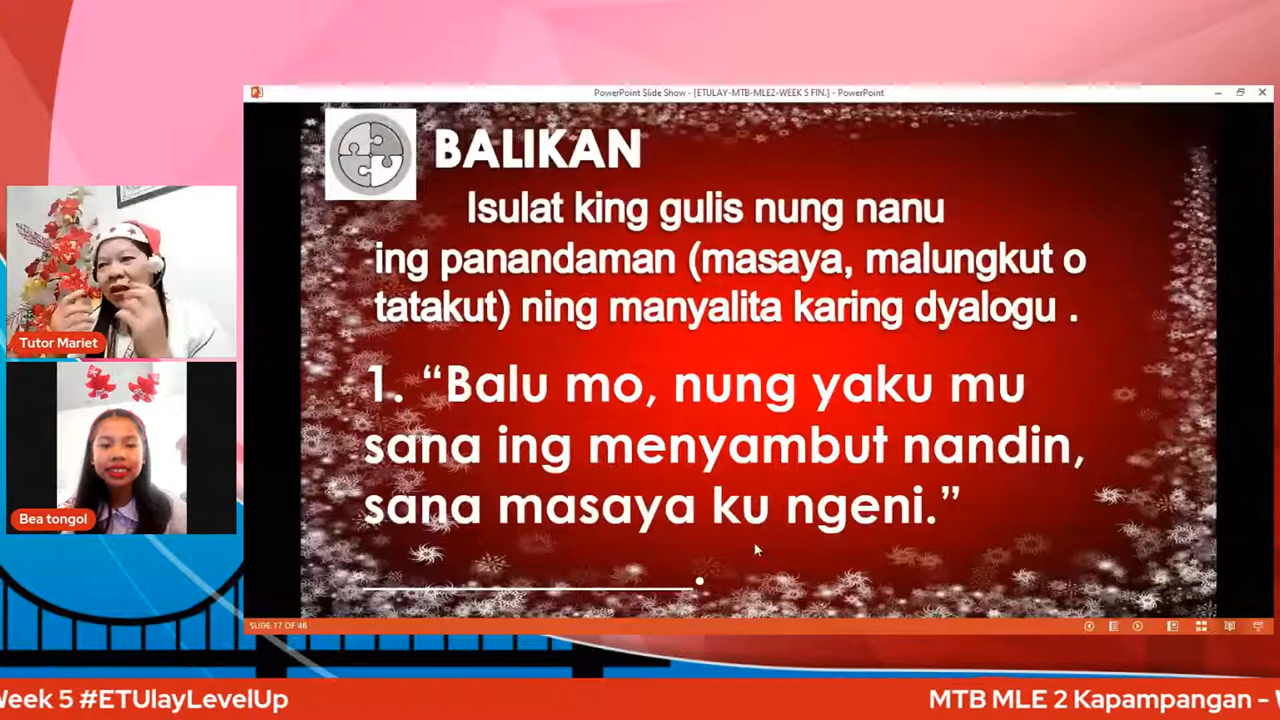 PowerPoint Slide Show - [ETULAY-MTB-MLE2-WEEK 5 FIN.] - PowerPoint
BALIKAN
Isulat king gulis nung nanu
ing panandaman (masaya, malungkut o
tatakut) ning manyalita karing dyalogu .
1. “Balu mo, nung yaku mu
sana ing menyambut nandin,
sana masaya ku ngeni.”
Tutor Mariet
Bea tongol
SLIDE 17 OF 48
Week 5 #ETUlayLevelUp
MTB MLE 2 Kapampangan - W